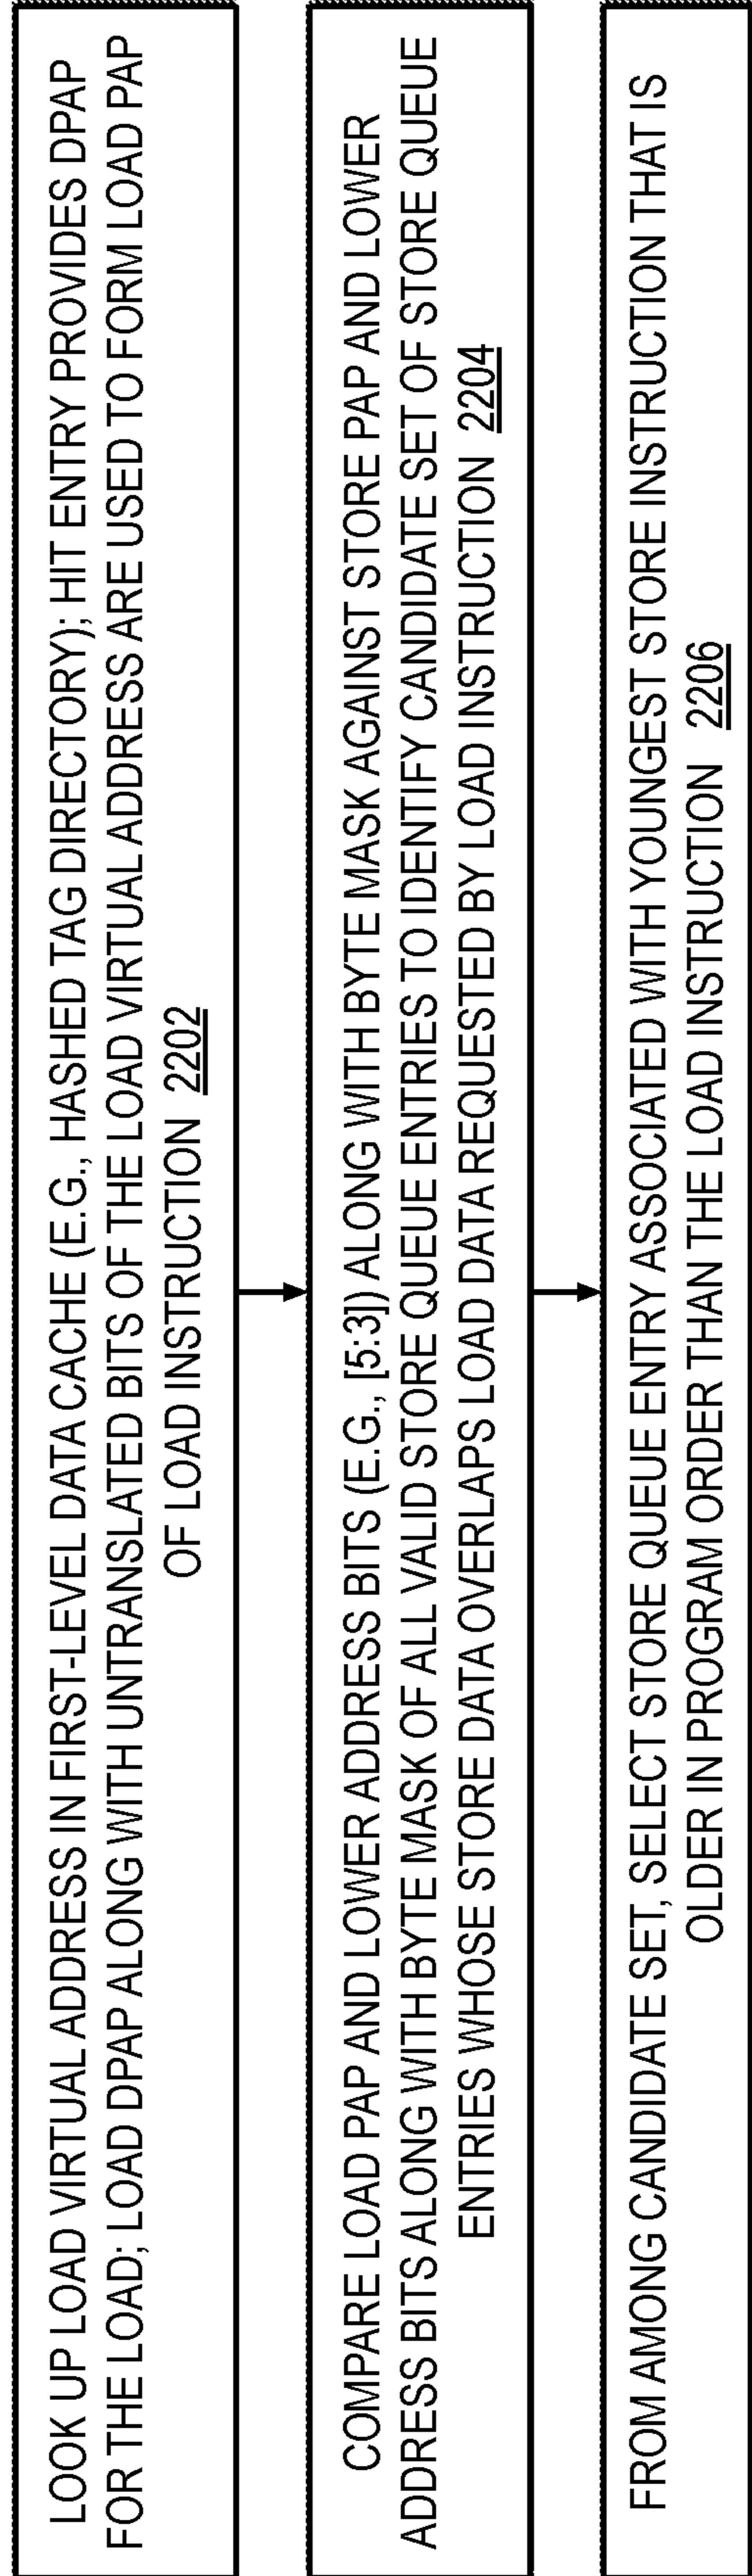 LOOK UP LOAD VIRTUAL ADDRESS IN FIRST-LEVEL DATA CACHE (E.G., HASHED TAG DIRECTORY); HIT ENTRY PROVIDES DPAP
FOR THE LOAD; LOAD DPAP ALONG WITH UNTRANSLATED BITS OF THE LOAD VIRTUAL ADDRESS ARE USED TO FORM LOAD PAP
OF LOAD INSTRUCTION 2202
COMPARE LOAD PAP AND LOWER ADDRESS BITS (E.G., [5:3]) ALONG WITH BYTE MASK AGAINST STORE PAP AND LOWER
ADDRESS BITS ALONG WITH BYTE MASK OF ALL VALID STORE QUEUE ENTRIES TO IDENTIFY CANDIDATE SET OF STORE QUEUE
ENTRIES WHOSE STORE DATA OVERLAPS LOAD DATA REQUESTED BY LOAD INSTRUCTION 2204
FROM AMONG CANDIDATE SET, SELECT STORE QUEUE ENTRY ASSOCIATED WITH YOUNGEST STORE INSTRUCTION THAT IS
OLDER IN PROGRAM ORDER THAN THE LOAD INSTRUCTION 2206